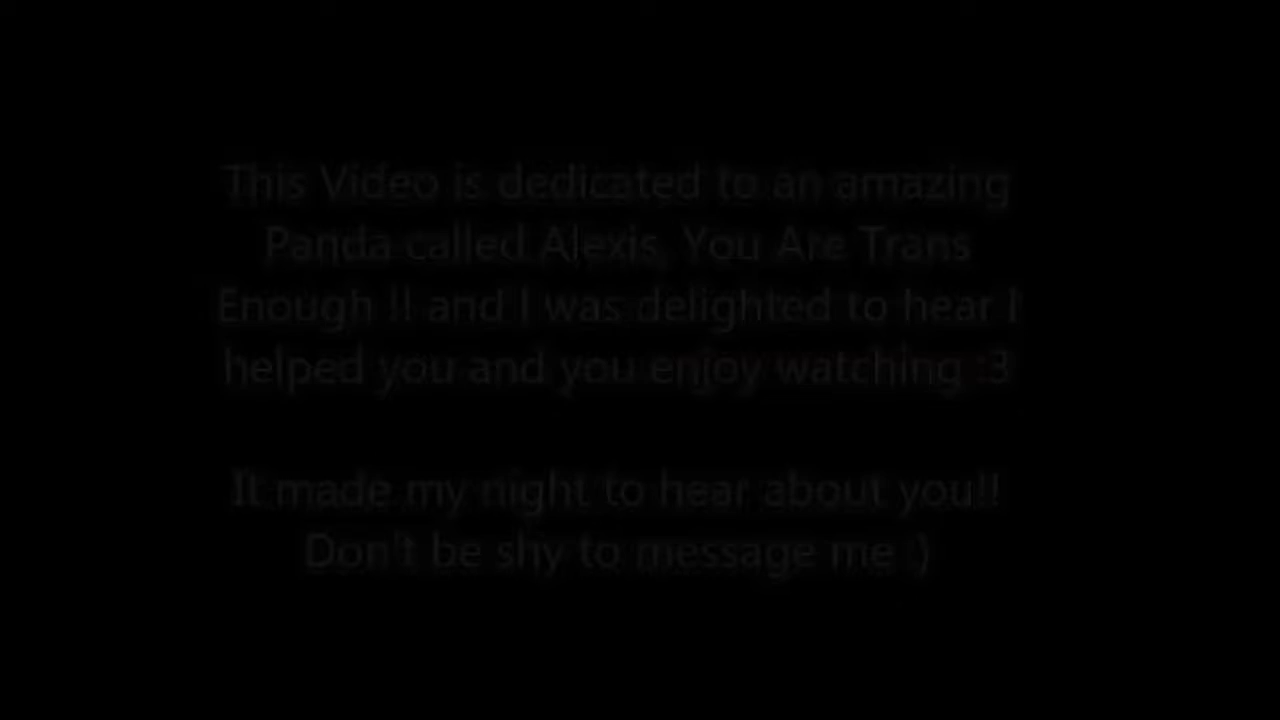 This Video is dedicated to an amazing
Panda called Alexis, You Are Trans
Enough !! and I was delighted to hear I
helped you and you enjoy watching :3
It made my night to hear about you!!
Don't be shy to message me :)